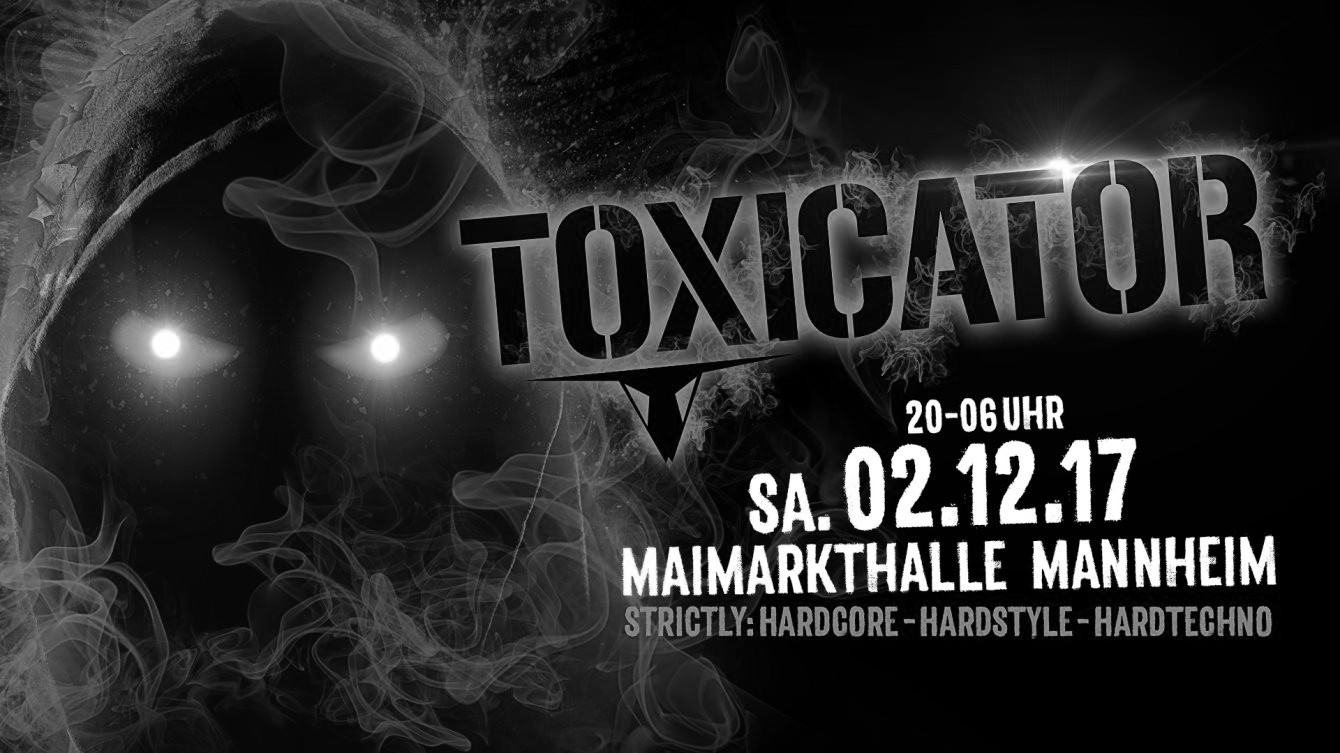 TOXICATOR
20-06 UHR
SA. 02.12.17
MAIMARKTHALLE MANNHEIM
STRICTLY: HARDCORE - HARDSTYLE - HARDTECHNO